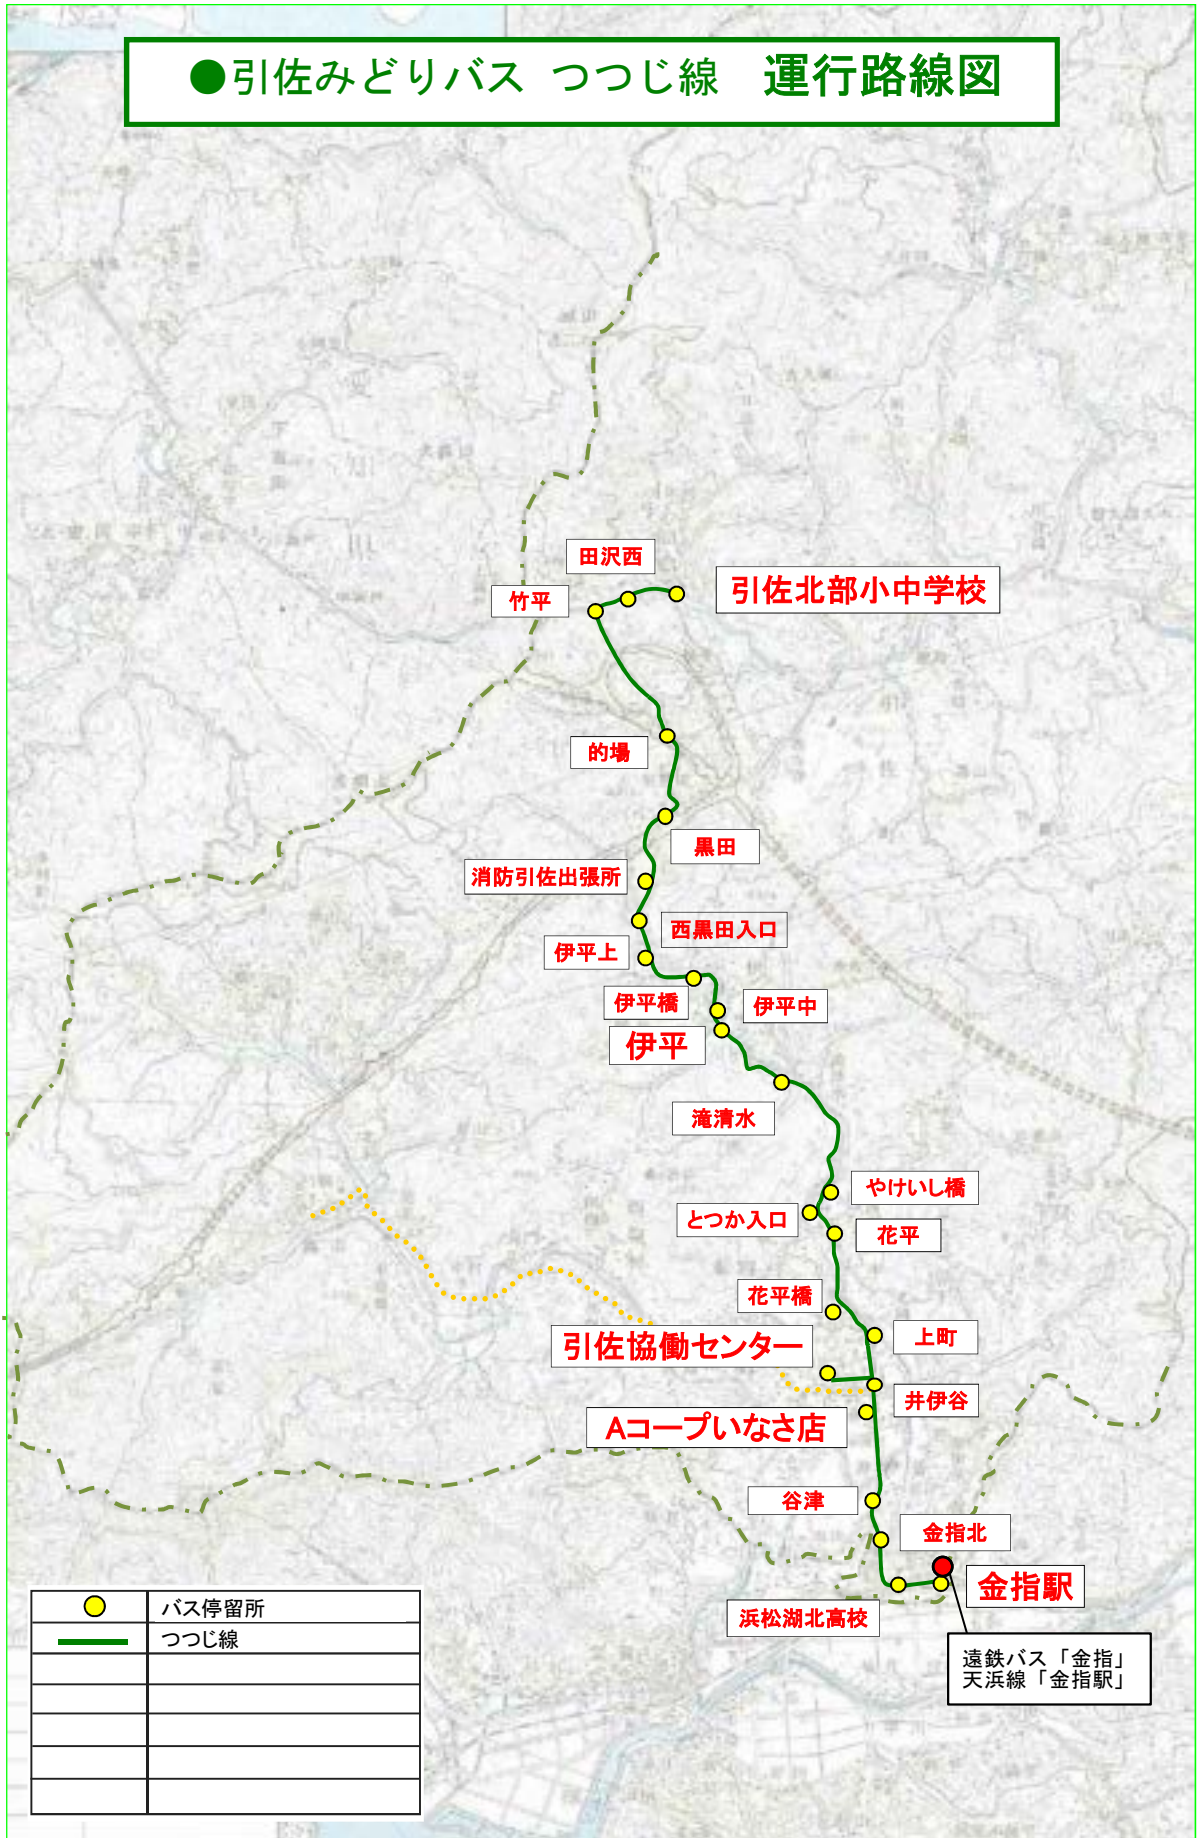 ●引佐みどりバス つつじ線 運行路線図
田沢西
引佐北部小中学校
竹平
的場
黒田
消防引佐出張所
西黒田入口
伊平上
伊平橋
伊平中
伊平
滝清水
やけいし橋
とつか入口
花平
花平橋
上町
引佐協働センター
井伊谷
Aコープいなさ店
谷津
金指北
金指駅
浜松湖北高校
バス停留所
つつじ線
遠鉄バス「金指」
天浜線「金指駅」